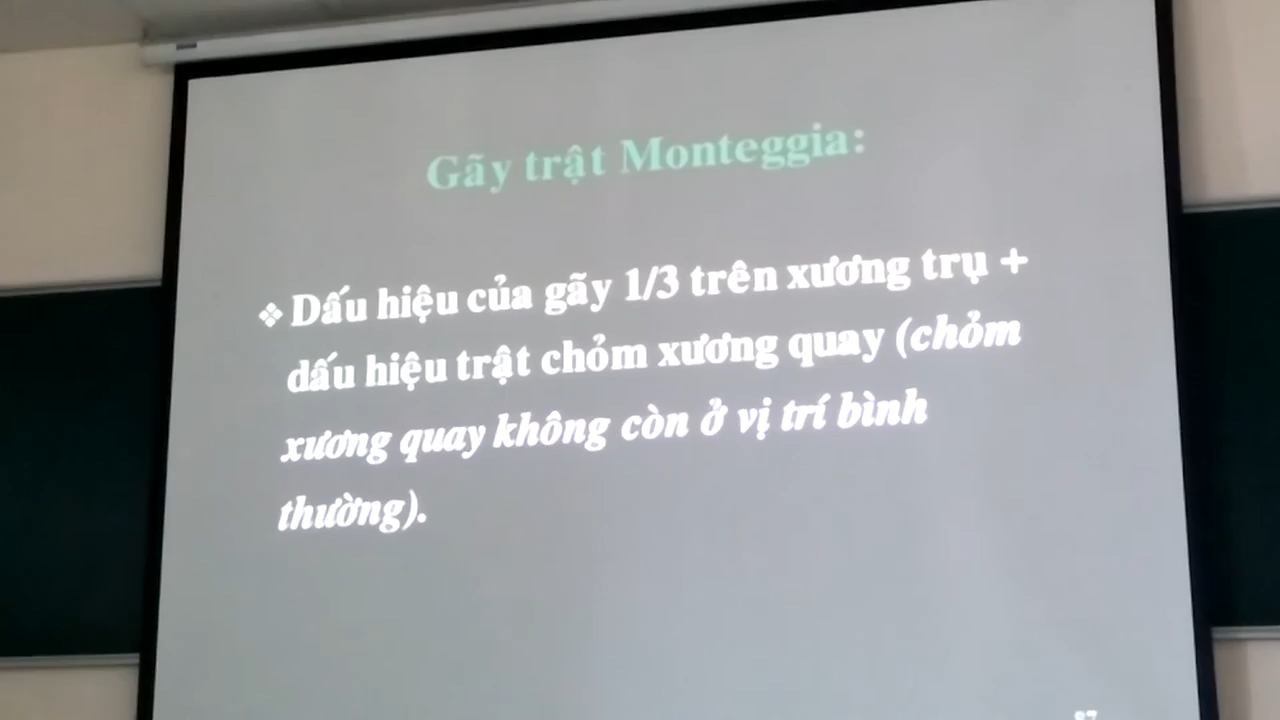 Gãy trật Monteggia:
❖ Dấu hiệu của gãy 1/3 trên xương trụ +
dấu hiệu trật chỏm xương quay (chỏm
xương quay không còn ở vị trí bình
thường).